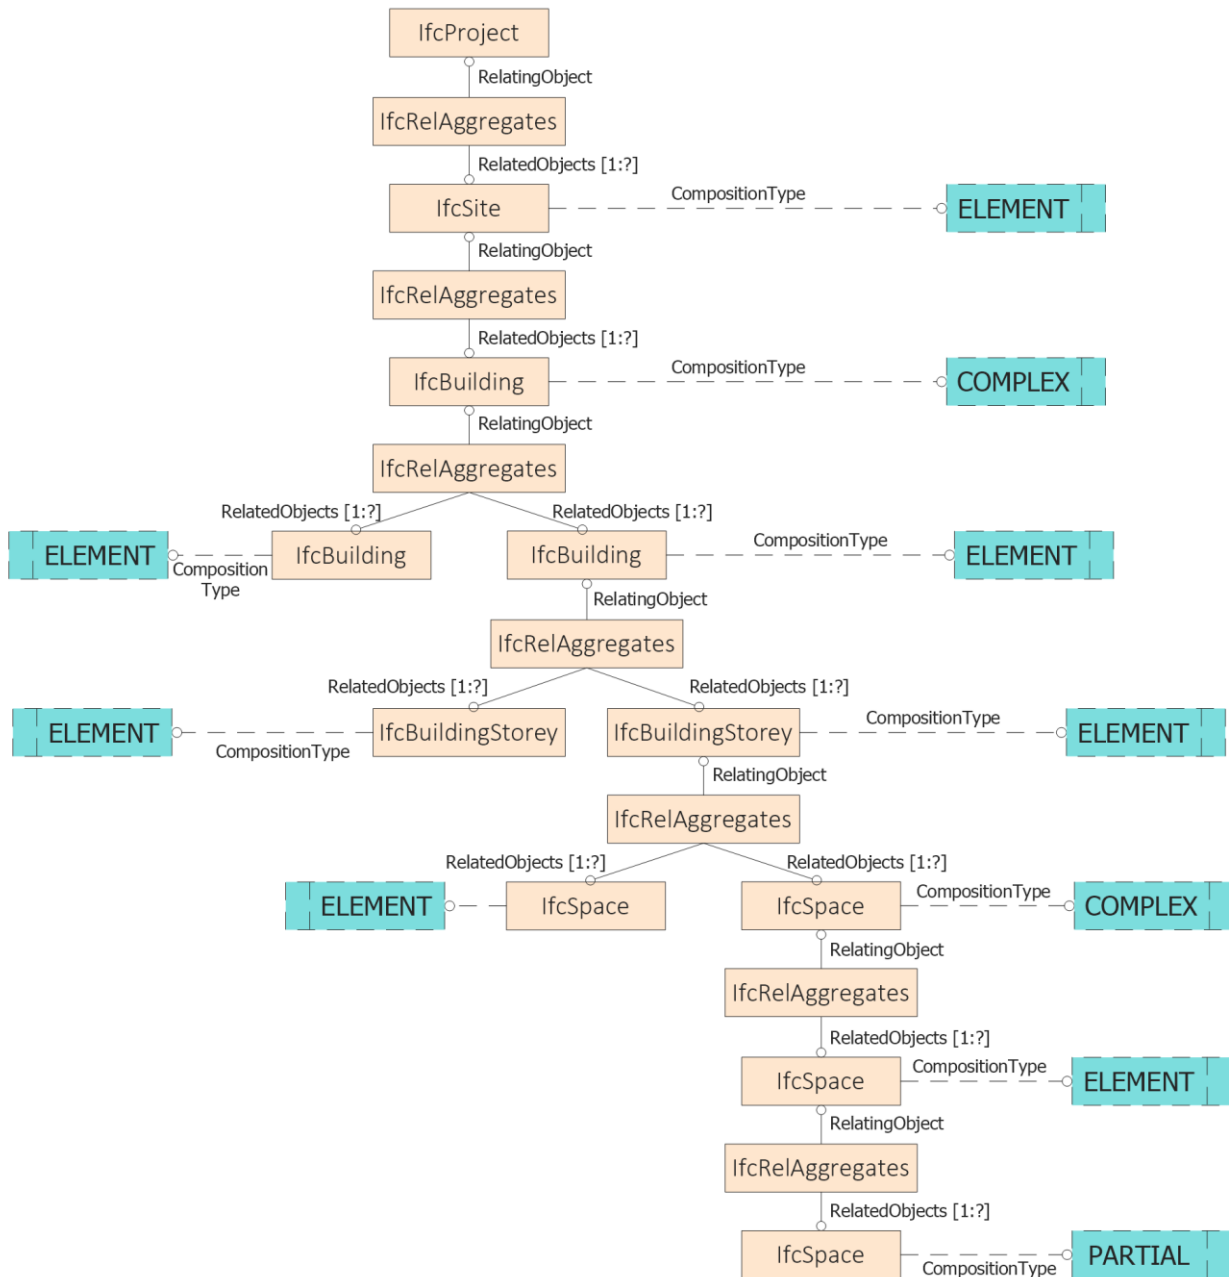 IfcProject
RelatingObject
IfcRelAggregates
RelatedObjects [1:?]
IfcSite
CompositionType
ELEMENT
RelatingObject
IfcRelAggregates
RelatedObjects [1:?]
IfcBuilding
CompositionType
COMPLEX
RelatingObject
IfcRelAggregates
RelatedObjects [1:?]
RelatedObjects [1:?]
ELEMENT
Composition
Type
IfcBuilding
IfcBuilding
CompositionType
ELEMENT
RelatingObject
IfcRelAggregates
RelatedObjects [1:?]
RelatedObjects [1:?]
ELEMENT
CompositionType
IfcBuildingStorey
IfcBuildingStorey
CompositionType
ELEMENT
RelatingObject
IfcRelAggregates
RelatedObjects [1:?]
RelatedObjects [1:?]
ELEMENT
IfcSpace
IfcSpace
CompositionType
COMPLEX
RelatingObject
IfcRelAggregates
RelatedObjects [1:?]
IfcSpace
CompositionType
ELEMENT
RelatingObject
IfcRelAggregates
RelatedObjects [1:?]
IfcSpace
CompositionType
PARTIAL